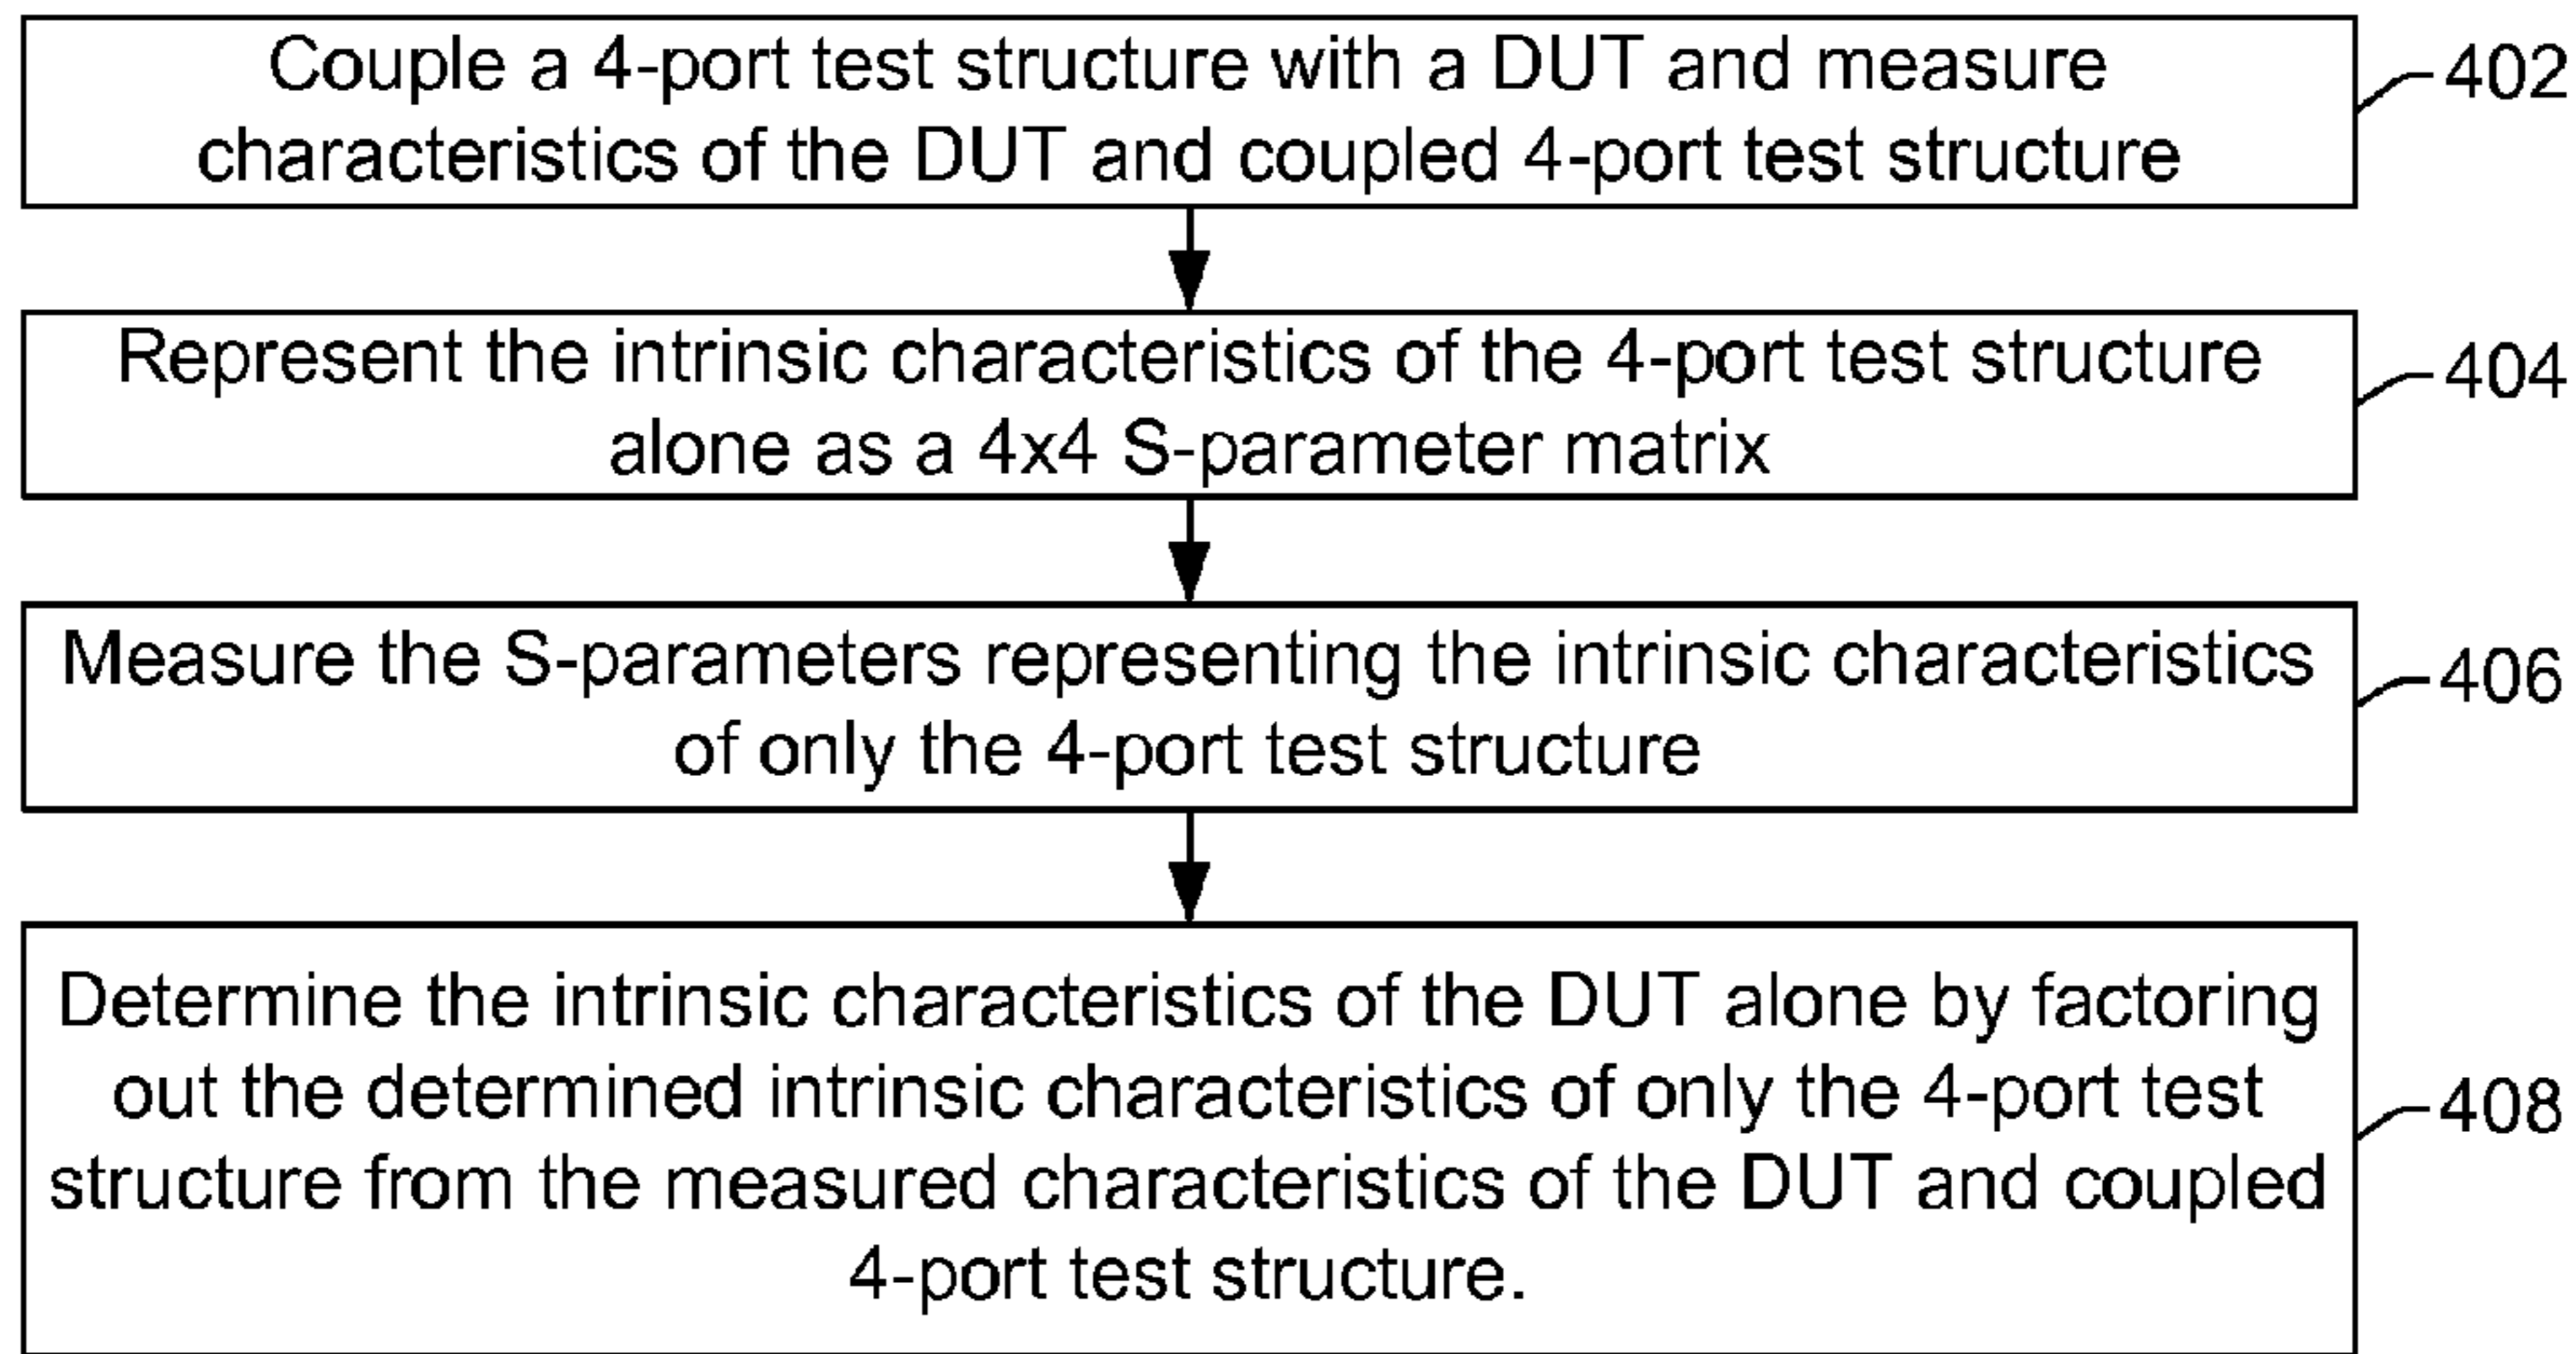 Couple a 4-port test structure with a DUT and measure
characteristics of the DUT and coupled 4-port test structure
402
Represent the intrinsic characteristics of the 4-port test structure
alone as a 4x4 S-parameter matrix
404
Measure the S-parameters representing the intrinsic characteristics
of only the 4-port test structure
406
Determine the intrinsic characteristics of the DUT alone by factoring
out the determined intrinsic characteristics of only the 4-port test
structure from the measured characteristics of the DUT and coupled
4-port test structure.
408